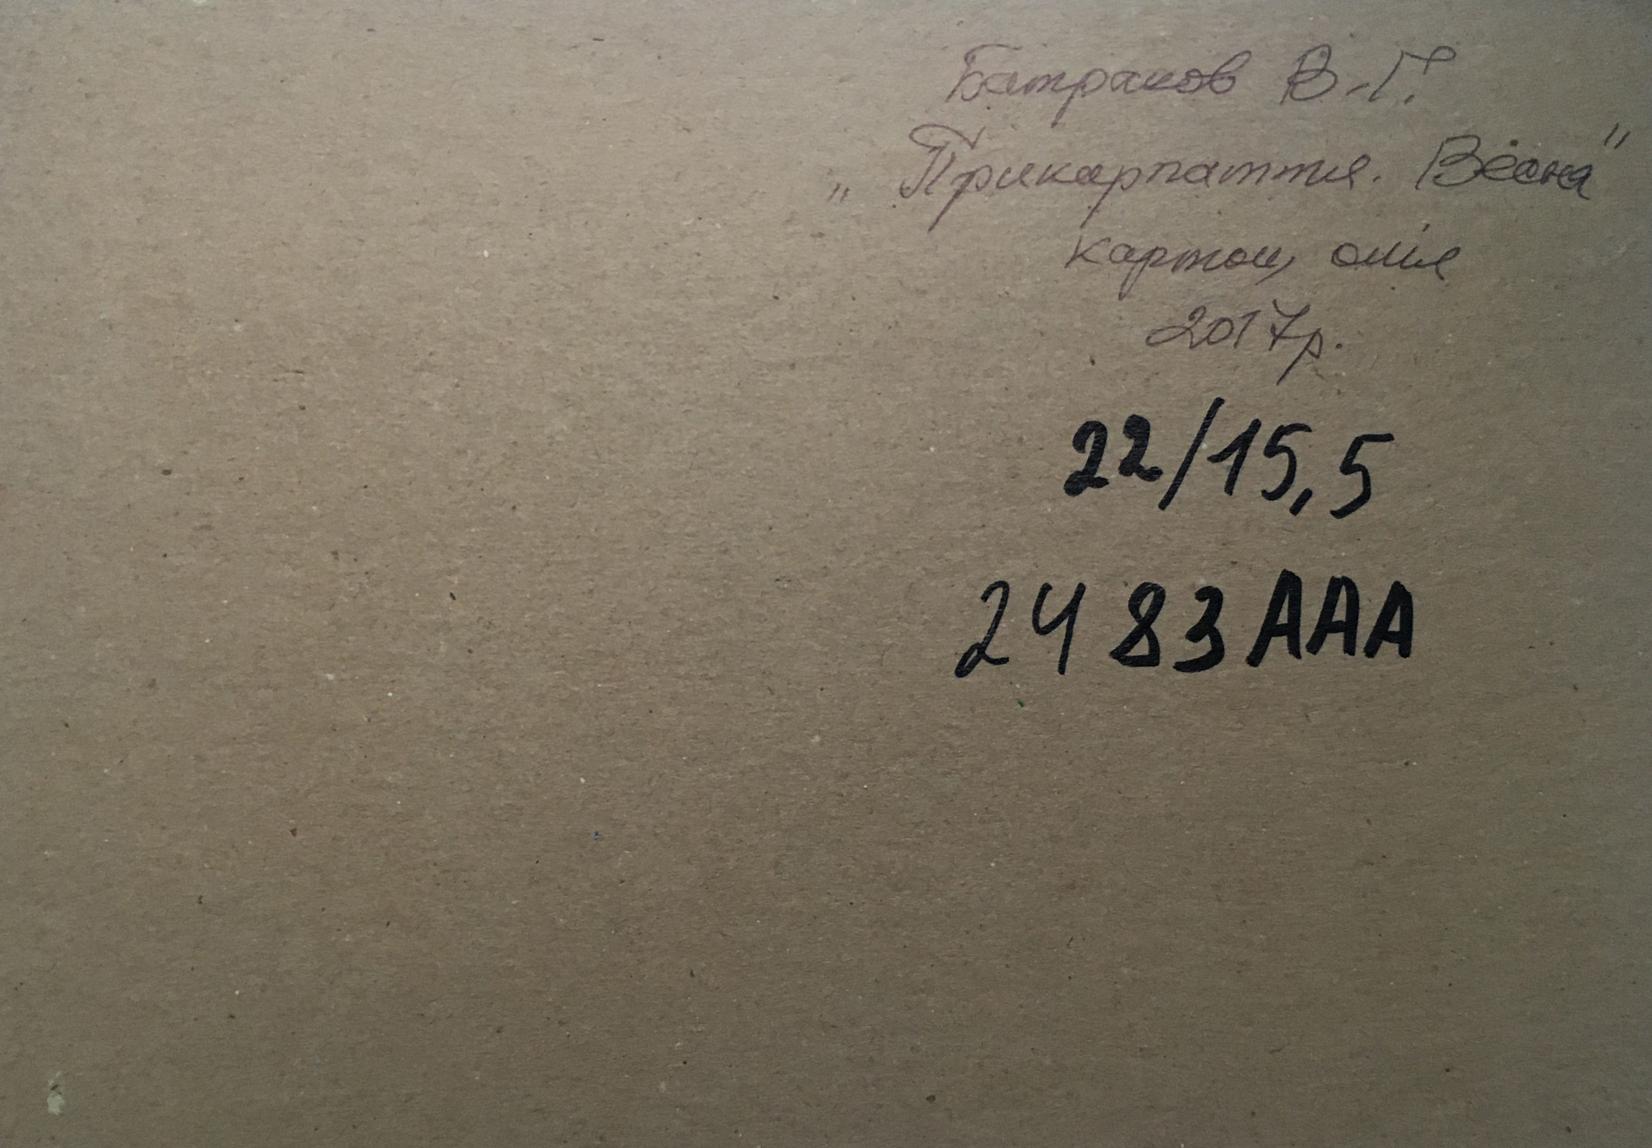 Батраков В.Г.
„Прикарпаття. Весна"
картон, олія
2017р.
22/15,5
2483ААА